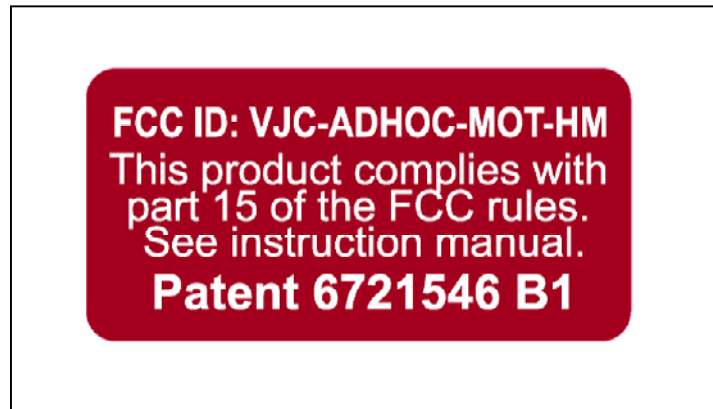 FCC ID: VJC-ADHOC-MOT-HM
This product complies with
part 15 of the FCC rules.
See instruction manual.
Patent 6721546 B1